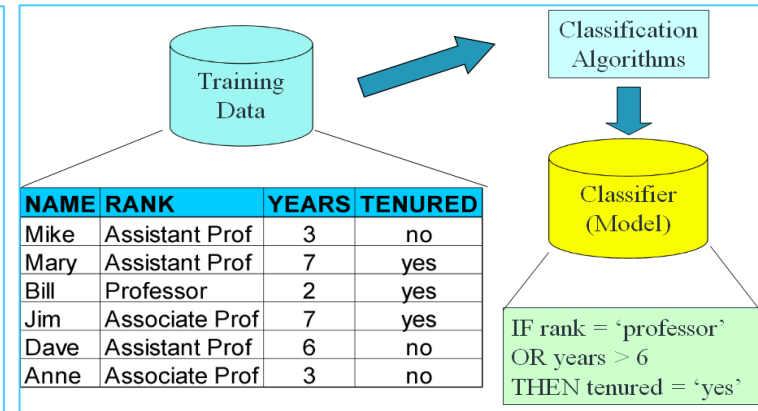 Training
Data
Classification
Algorithms
Classifier
(Model)
NAME RANK YEARS TENURED
Mike Assistant Prof 3 no
Mary Assistant Prof 7 yes
Bill Professor 2 yes
Jim Associate Prof 7 yes
Dave Assistant Prof 6 no
Anne Associate Prof 3 no
IF rank = ‘professor’
OR years > 6
THEN tenured = ‘yes’